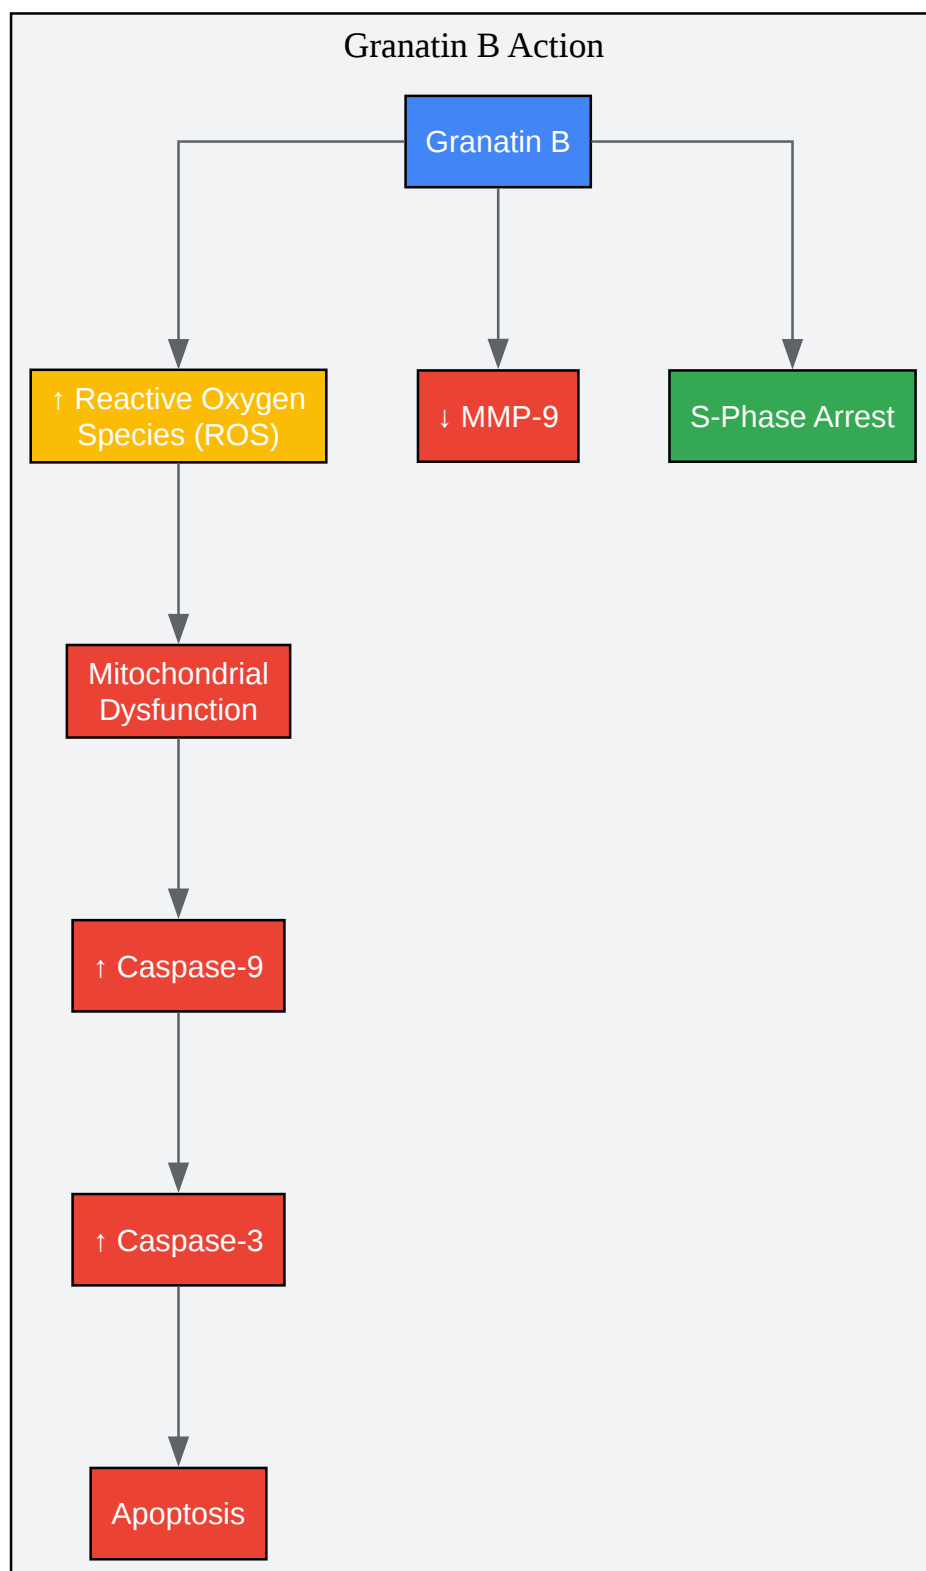 Granatin B Action
Granatin B
↑ Reactive Oxygen
Species (ROS)
↓ MMP-9
S-Phase Arrest
Mitochondrial
Dysfunction
↑ Caspase-9
↑ Caspase-3
Apoptosis